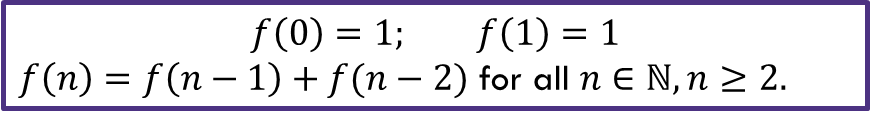 f(0) = 1; f(1) = 1
f(n) = f(n − 1) + f(n − 2) for all n ∈ ℕ, n ≥ 2.